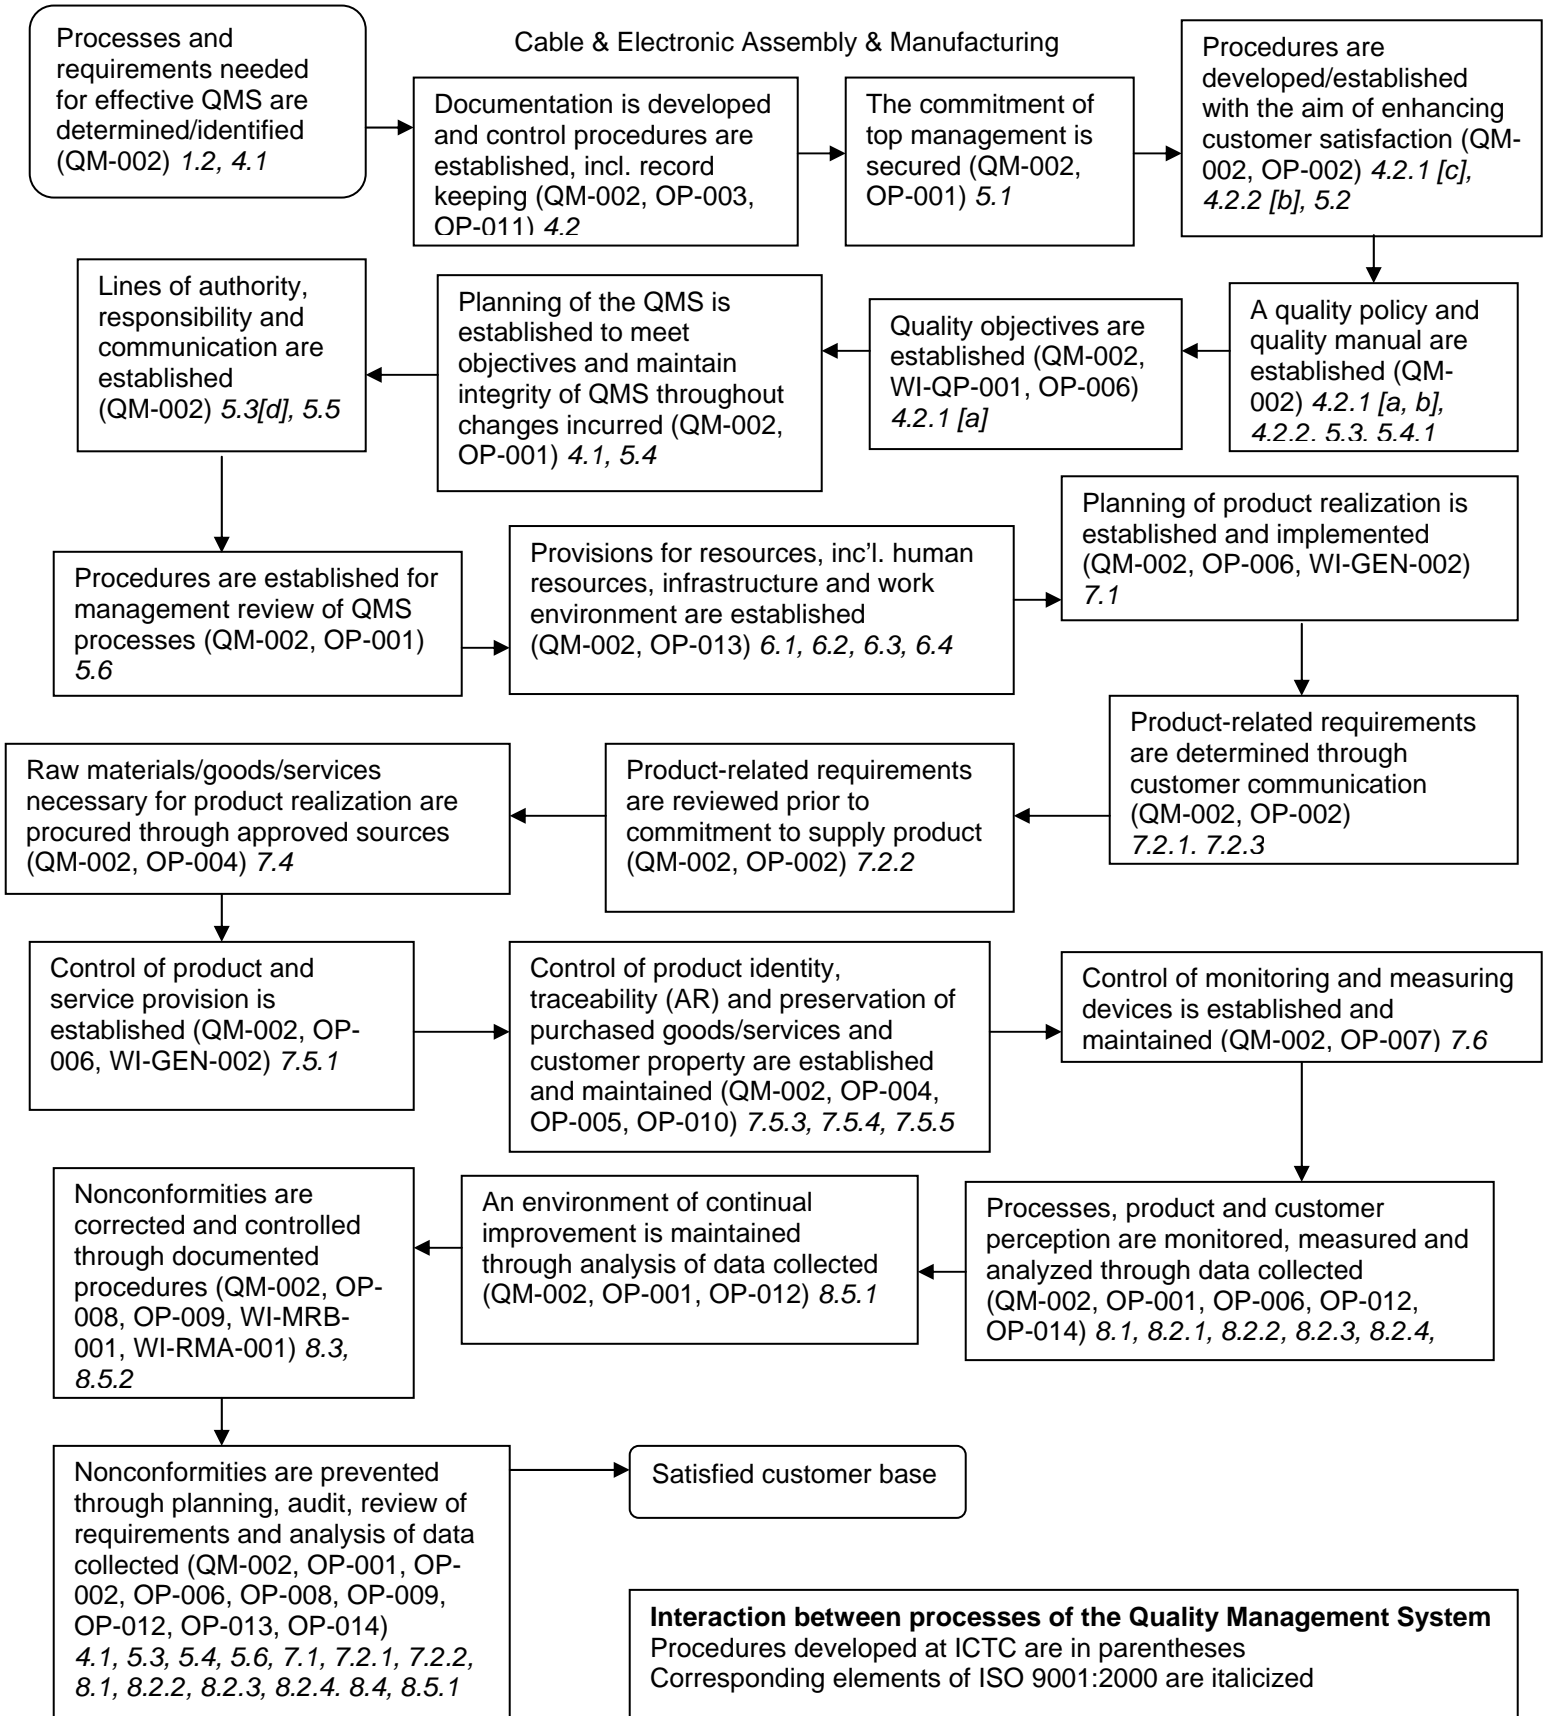 Cable & Electronic Assembly & Manufacturing
Processes and
requirements needed
for effective QMS are
determined/identified
(QM-002) 1.2, 4.1
Documentation is developed
and control procedures are
established, incl. record
keeping (QM-002, OP-003,
OP-011) 4.2
The commitment of
top management is
secured (QM-002,
OP-001) 5.1
Procedures are
developed/established
with the aim of enhancing
customer satisfaction (QM-
002, OP-002) 4.2.1 [c],
4.2.2 [b], 5.2
A quality policy and
quality manual are
established (QM-
002) 4.2.1 [a, b],
4.2.2, 5.3, 5.4.1
Quality objectives are
established (QM-002,
WI-QP-001, OP-006)
4.2.1 [a]
Planning of the QMS is
established to meet
objectives and maintain
integrity of QMS throughout
changes incurred (QM-002,
OP-001) 4.1, 5.4
Lines of authority,
responsibility and
communication are
established
(QM-002) 5.3[d], 5.5
Procedures are established for
management review of QMS
processes (QM-002, OP-001)
5.6
Provisions for resources, inc’l. human
resources, infrastructure and work
environment are established
(QM-002, OP-013) 6.1, 6.2, 6.3, 6.4
Planning of product realization is
established and implemented
(QM-002, OP-006, WI-GEN-002)
7.1
Product-related requirements
are determined through
customer communication
(QM-002, OP-002)
7.2.1. 7.2.3
Product-related requirements
are reviewed prior to
commitment to supply product
(QM-002, OP-002) 7.2.2
Raw materials/goods/services
necessary for product realization are
procured through approved sources
(QM-002, OP-004) 7.4
Control of product and
service provision is
established (QM-002, OP-
006, WI-GEN-002) 7.5.1
Control of product identity,
traceability (AR) and preservation of
purchased goods/services and
customer property are established
and maintained (QM-002, OP-004,
OP-005, OP-010) 7.5.3, 7.5.4, 7.5.5
Control of monitoring and measuring
devices is established and
maintained (QM-002, OP-007) 7.6
Processes, product and customer
perception are monitored, measured and
analyzed through data collected
(QM-002, OP-001, OP-006, OP-012,
OP-014) 8.1, 8.2.1, 8.2.2, 8.2.3, 8.2.4,
An environment of continual
improvement is maintained
through analysis of data collected
(QM-002, OP-001, OP-012) 8.5.1
Nonconformities are
corrected and controlled
through documented
procedures (QM-002, OP-
008, OP-009, WI-MRB-
001, WI-RMA-001) 8.3,
8.5.2
Nonconformities are prevented
through planning, audit, review of
requirements and analysis of data
collected (QM-002, OP-001, OP-
002, OP-006, OP-008, OP-009,
OP-012, OP-013, OP-014)
4.1, 5.3, 5.4, 5.6, 7.1, 7.2.1, 7.2.2,
8.1, 8.2.2, 8.2.3, 8.2.4. 8.4, 8.5.1
Satisfied customer base
Interaction between processes of the Quality Management System
Procedures developed at ICTC are in parentheses
Corresponding elements of ISO 9001:2000 are italicized